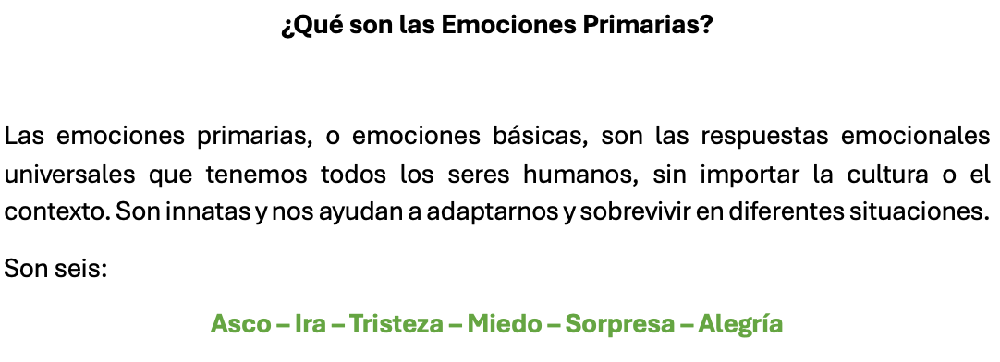 ¿Qué son las Emociones Primarias?
Las emociones primarias, o emociones básicas, son las respuestas emocionales
universales que tenemos todos los seres humanos, sin importar la cultura o el
contexto. Son innatas y nos ayudan a adaptarnos y sobrevivir en diferentes situaciones.
Son seis:
Asco – Ira – Tristeza – Miedo – Sorpresa – Alegría